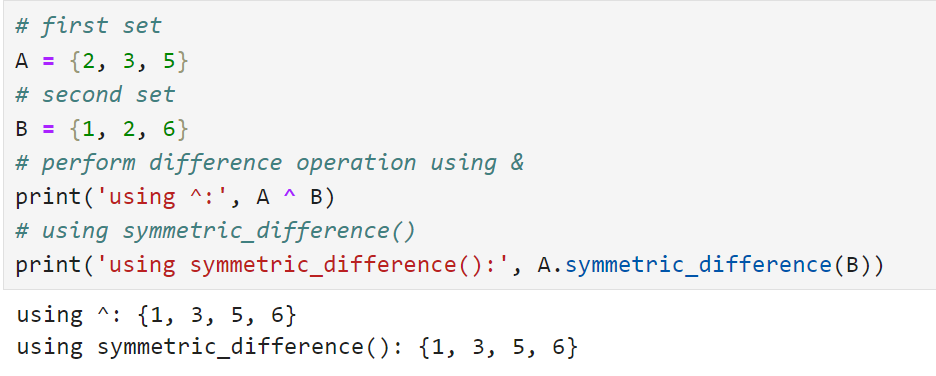 # first set
A = {2, 3, 5}
# second set
B = {1, 2, 6}
# perform difference operation using &
print('using ^:', A ^ B)
# using symmetric_difference()
print('using symmetric_difference():', A.symmetric_difference(B))
using ^: {1, 3, 5, 6}
using symmetric_difference(): {1, 3, 5, 6}